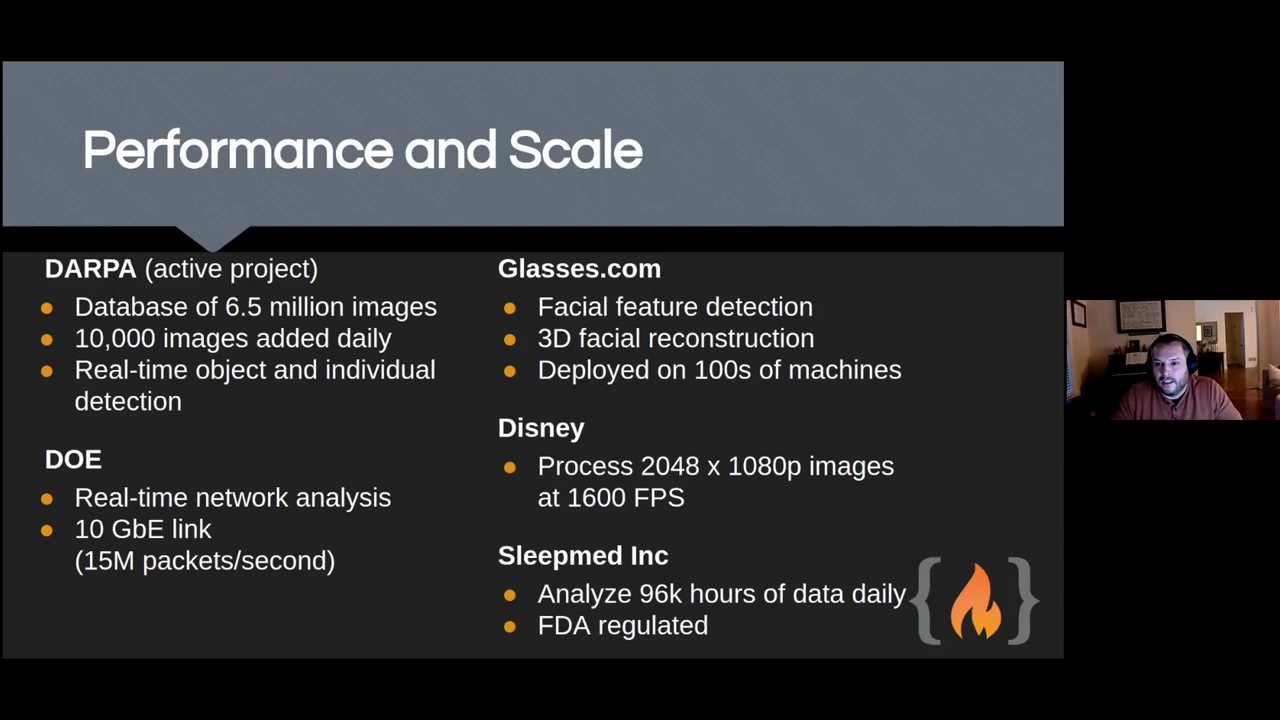 Performance and Scale
DARPA (active project)
● Database of 6.5 million images
● 10,000 images added daily
● Real-time object and individual
detection
DOE
● Real-time network analysis
● 10 GbE link
(15M packets/second)
Glasses.com
● Facial feature detection
● 3D facial reconstruction
● Deployed on 100s of machines
Disney
● Process 2048 x 1080p images
at 1600 FPS
Sleepmed Inc
● Analyze 96k hours of data daily
● FDA regulated